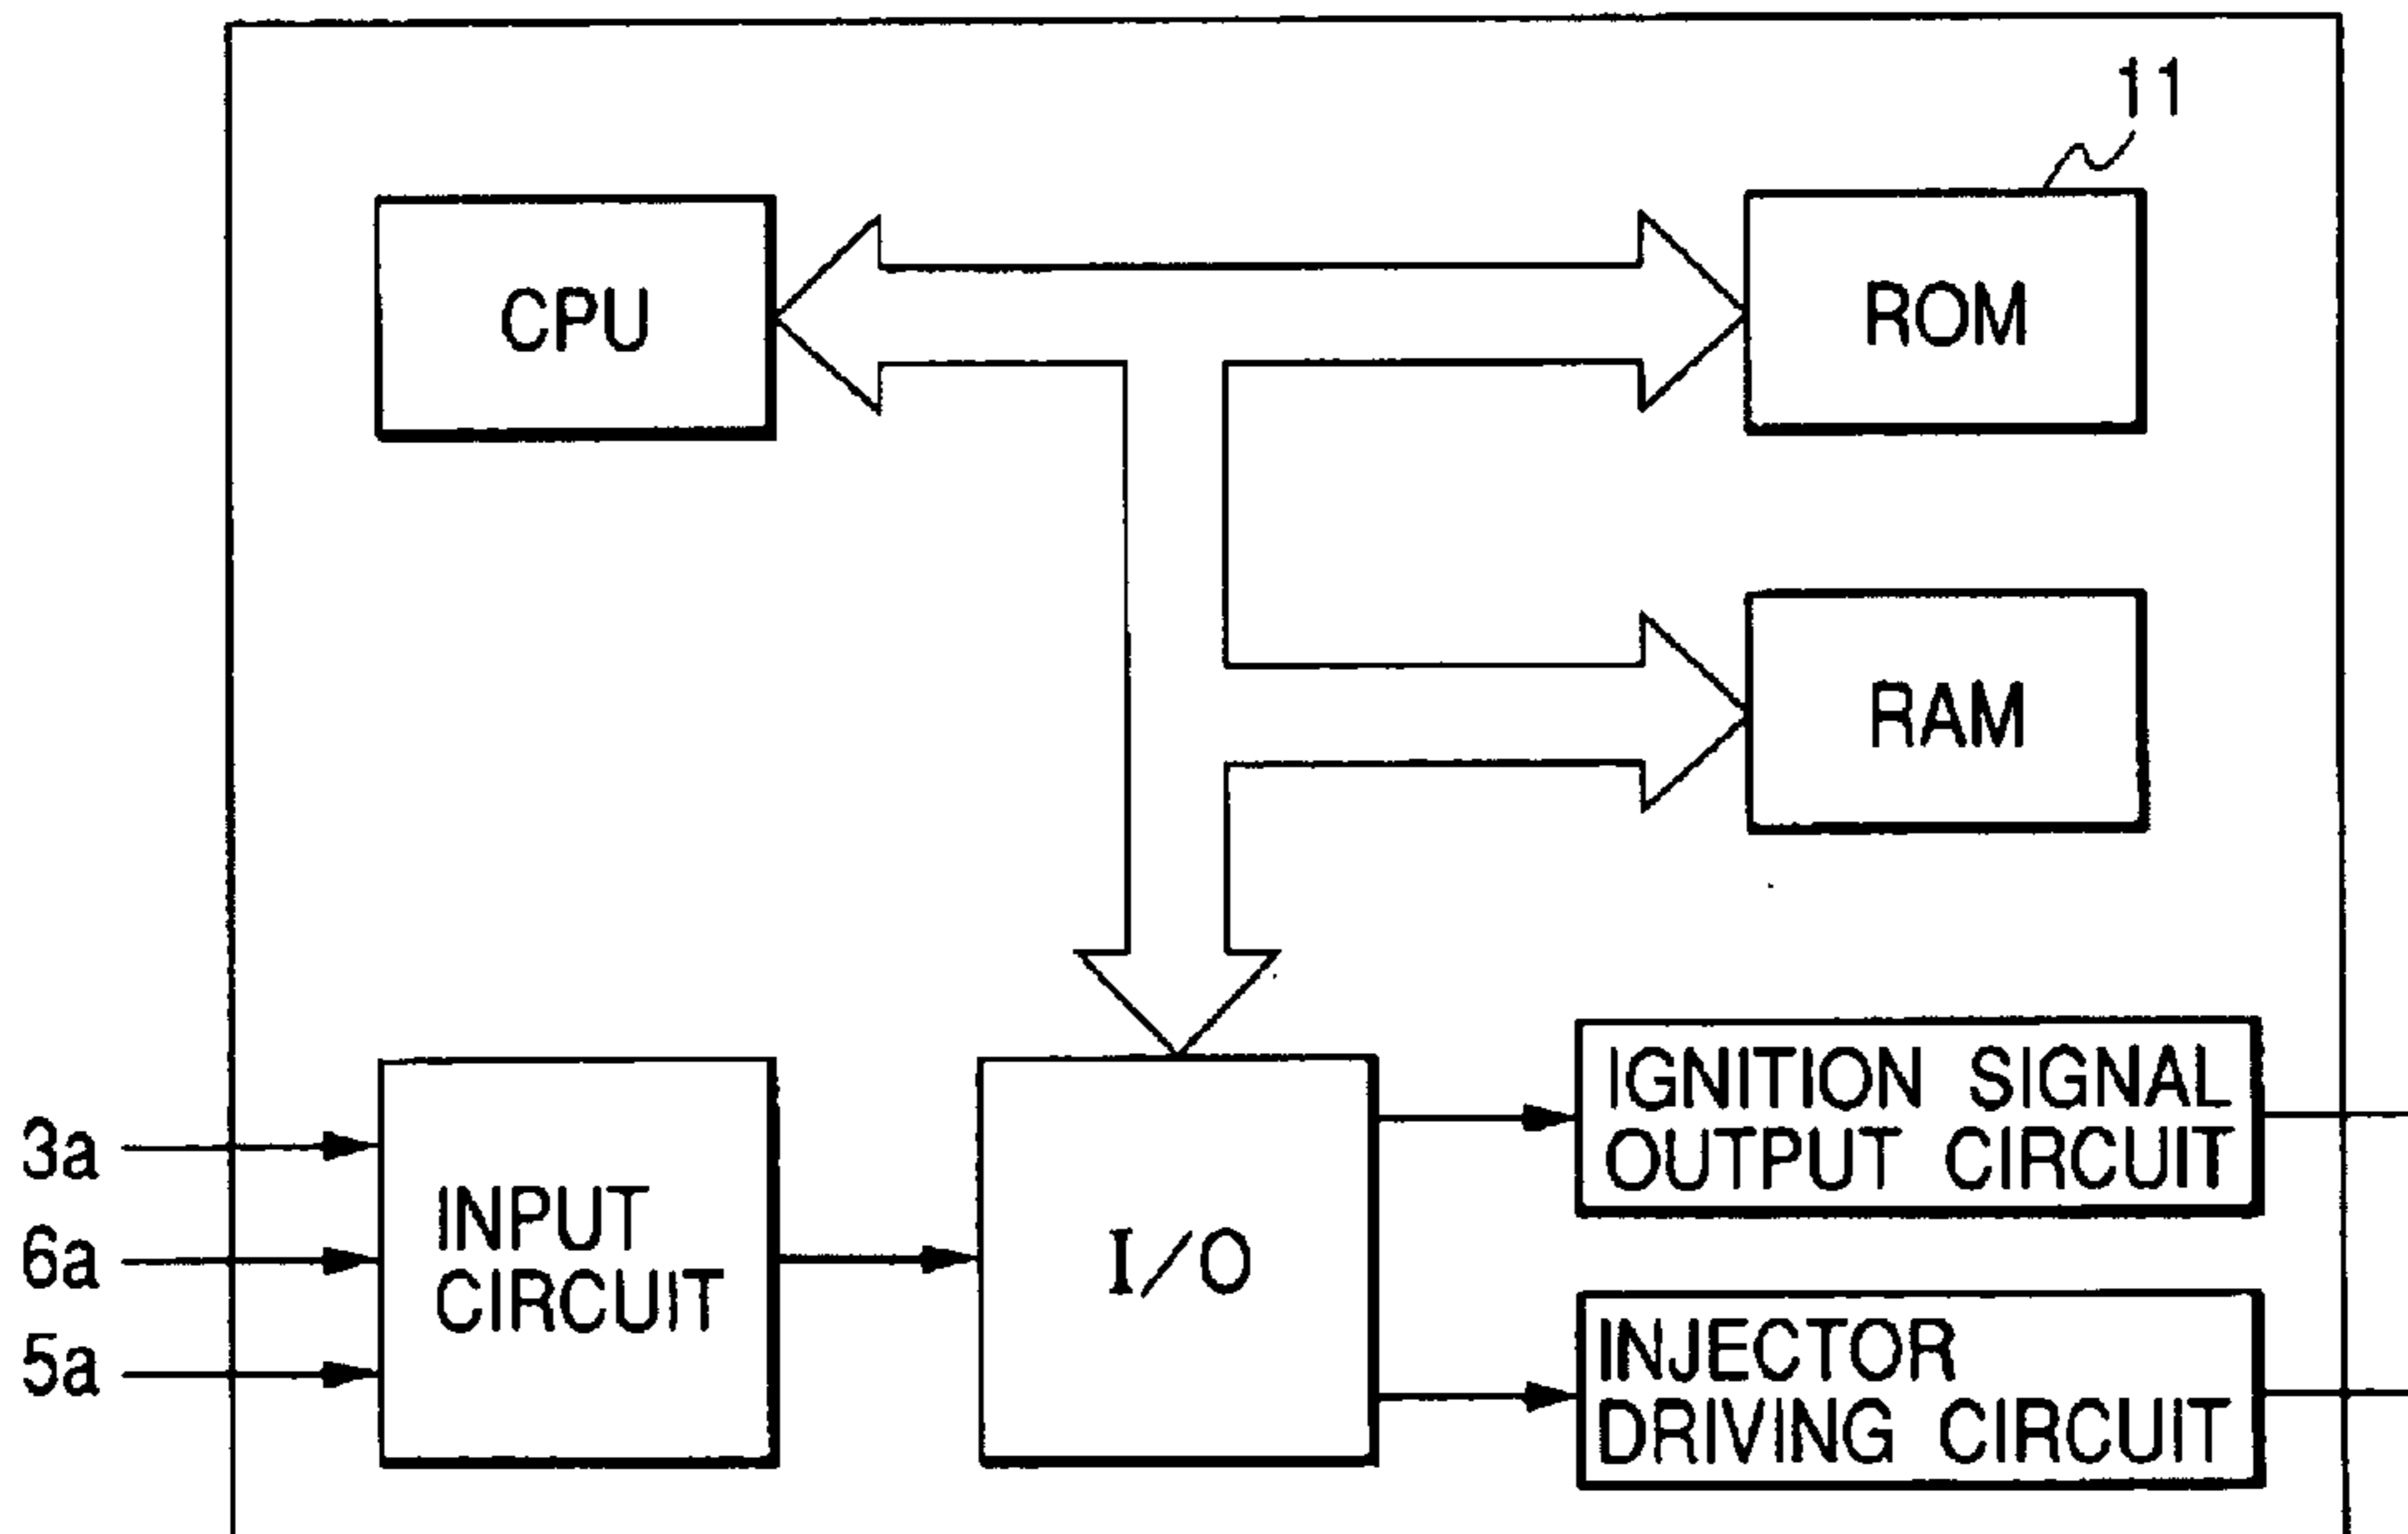 11
CPU
ROM
RAM
3a
6a
5a
INPUT
CIRCUIT
I/O
IGNITION SIGNAL
OUTPUT CIRCUIT
INJECTOR
DRIVING CIRCUIT